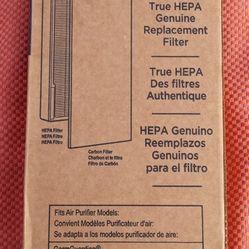 True HEPA
Genuine
Replacement
Filter
True HEPA
Des filtres
Authentique
HEPA Genuino
Reemplazos
Genuinos
para el filtro
HEPA Filter
HEPA Filtre
HEPA Filtro
Carbon Filter
Charbon et le filtre
Filtro de Carbón
Fits Air Purifier Models:
Convient Modèles Purificateur d'air:
Se adapta a los modelos purificador de aire:
GermGuardian®